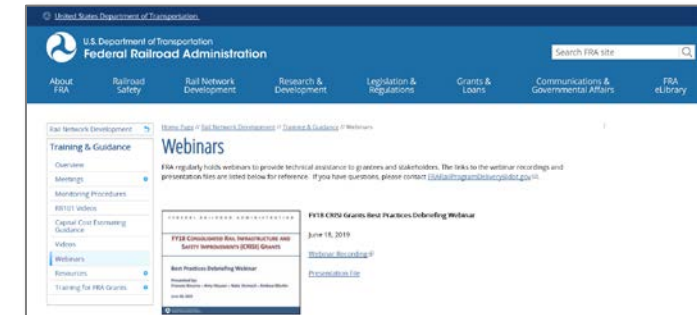 United States Department of Transportation
U.S. Department of Transportation
Federal Railroad Administration
Search FRA site
About FRA
Railroad Safety
Rail Network Development
Research & Development
Legislation & Regulations
Grants & Loans
Communications & Governmental Affairs
FRA eLibrary
Rail Network Development
Home Page // Rail Network Development // Training & Guidance // Webinars
Training & Guidance
Overview
Meetings
Monitoring Procedures
RR101 Videos
Capital Cost Estimating
Guidance
Videos
Webinars
Resources
Training for FRA Grants
Webinars
FRA regularly holds webinars to provide technical assistance to grantees and stakeholders. The links to the webinar recordings and
presentation files are listed below for reference. If you have questions, please contact FRARailProgramDelivery@dot.gov
FEDERAL RAILROAD ADMINISTRATION
FY18 CONSOLIDATED RAIL INFRASTRUCTURE AND
SAFETY IMPROVEMENTS (CRISI) GRANTS
Best Practices Debriefing Webinar
Presented by:
FY18 CRISI Grants Best Practices Debriefing Webinar
June 18, 2019
Webinar Recording
Presentation File